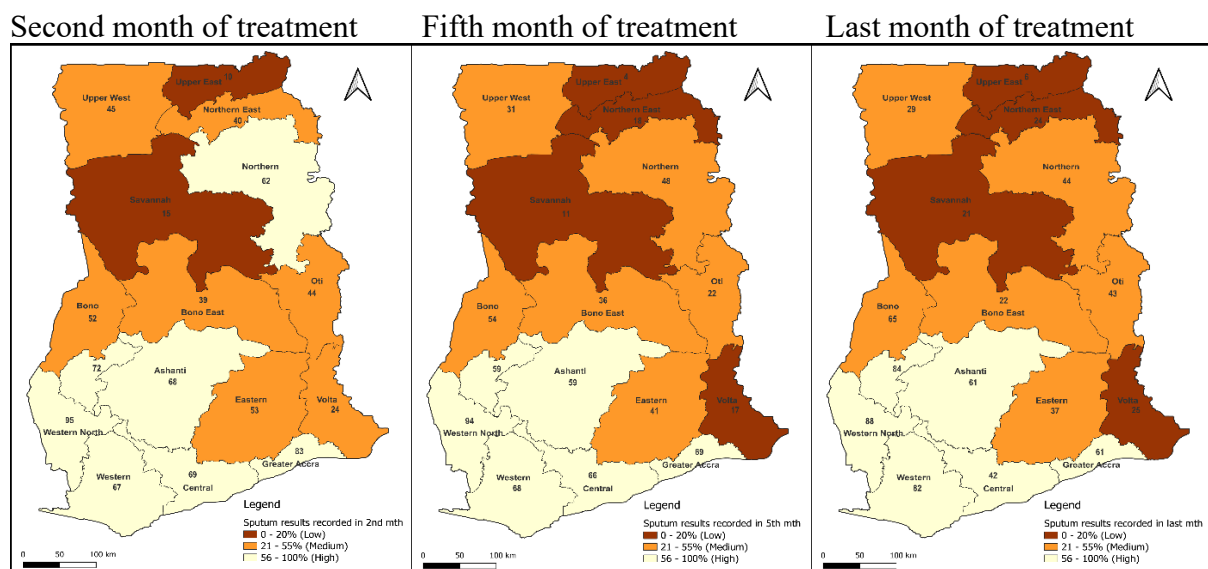 Second month of treatment
Upper East
Upper West
45
Northern East
40
Northern
62
Savannah
Oti
44
39
Bono East
Bono
52
72
Ashanti
68
Eastern
53
Volta
24
95
Western North
83
Greater Accra
69
Central
Western
67
Legend
Sputum results recorded in 2nd mth
0 - 20% (Low)
21 - 55% (Medium)
56 - 100% (High)
0 50 100 km
Fifth month of treatment
4
Upper East
Upper West
31
Northern East
18
Northern
48
Savannah
11
Oti
22
36
Bono East
Bono
54
59
Ashanti
59
Eastern
41
Volta
17
94
Western North
69
Greater Accra
66
Central
Western
68
Legend
Sputum results recorded in 5th mth
0 - 20% (Low)
21 - 55% (Medium)
56 - 100% (High)
0 50 100 km
Last month of treatment
Upper East
Upper West
29
Northern East
24
Northern
44
Savannah
21
Oti
43
22
Bono East
Bono
65
84
Ashanti
61
Eastern
37
Volta
88
Western North
61
Greater Accra
42
Central
Western
82
Legend
Sputum results recorded in last mth
0 - 20% (Low)
21 - 55% (Medium)
56 - 100% (High)
0 50 100 km